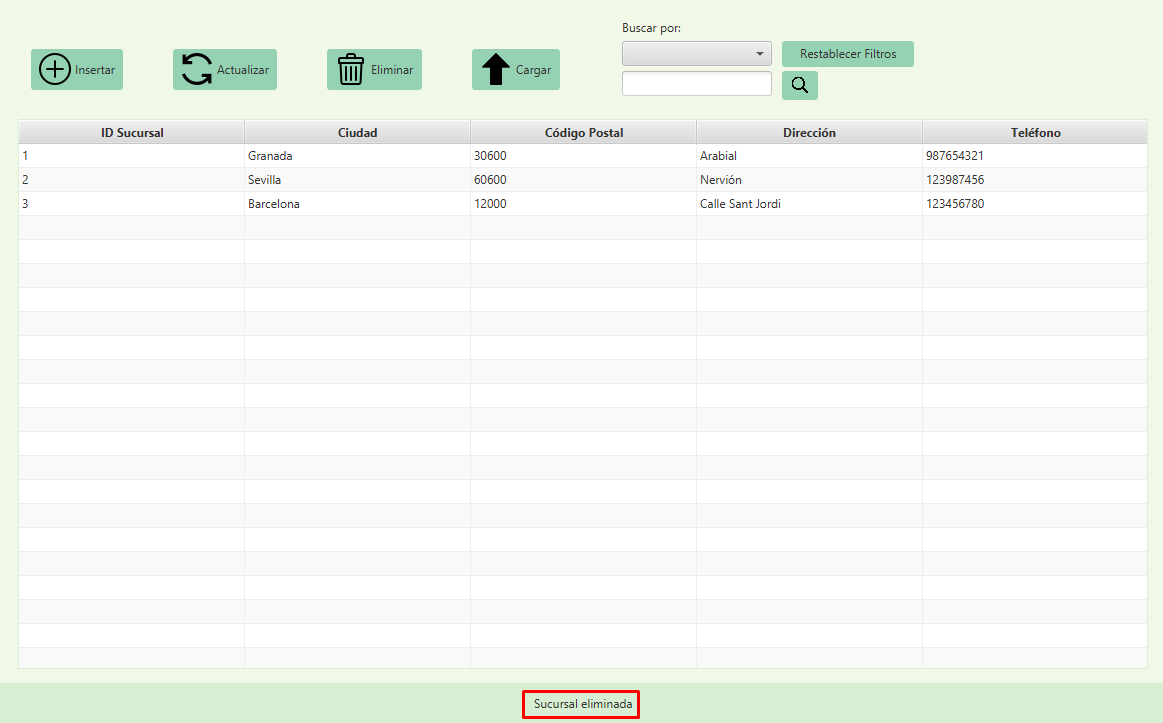 Buscar por:
Insertar
Actualizar
Eliminar
Cargar
Restablecer Filtros
ID Sucursal Ciudad Código Postal Dirección Teléfono
1 Granada 30600 Arabial 987654321
2 Sevilla 60600 Nervión 123987456
3 Barcelona 12000 Calle Sant Jordi 123456780
Sucursal eliminada